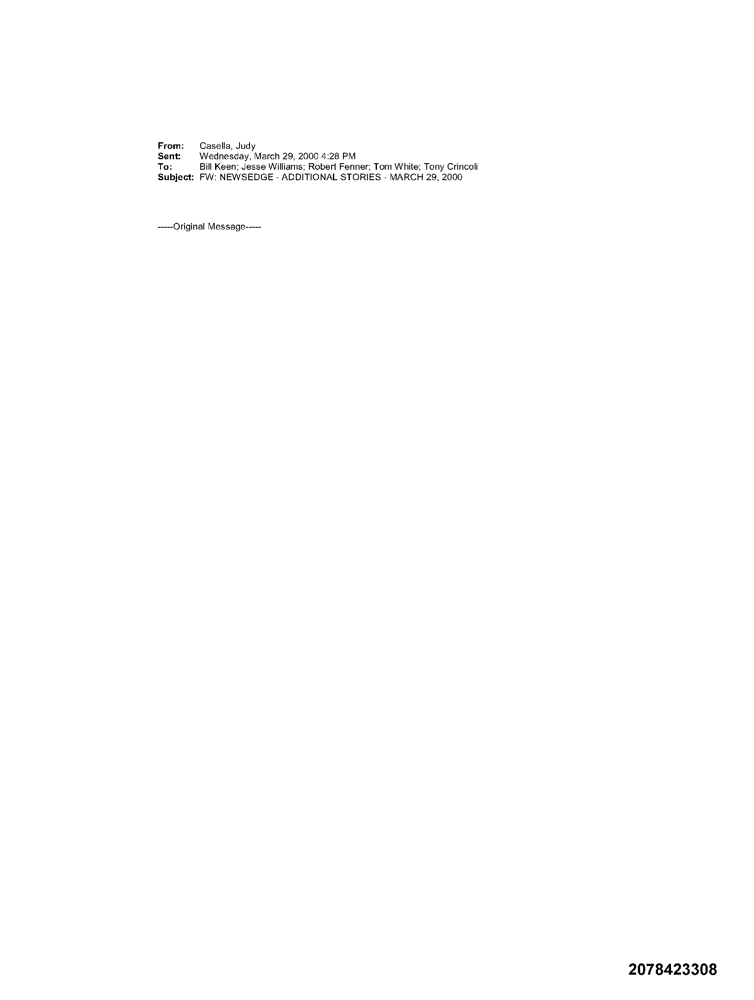 From: Casella, Judy
Sent: Wednesday, March 29, 2000 4:28 PM
To: Bill Keen; Jesse Williams; Robert Fenner; Tom White; Tony Crincoli
Subject: FW: NEWSEDGE - ADDITIONAL STORIES - MARCH 29, 2000
-----Original Message-----
2078423308